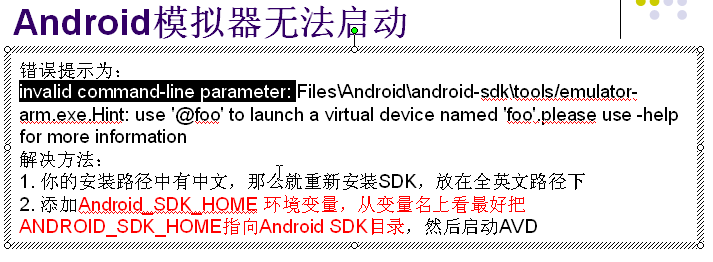 Android模拟器无法启动
错误提示为：
invalid command-line parameter: Files\Android\android-sdk\tools/emulator-
arm.exe.Hint: use '@foo' to launch a virtual device named 'foo'.please use -help
for more information
解决方法：
1. 你的安装路径中有中文，那么就重新安装SDK，放在全英文路径下
2. 添加Android_SDK_HOME 环境变量，从变量名上看最好把
ANDROID_SDK_HOME指向Android SDK目录，然后启动AVD